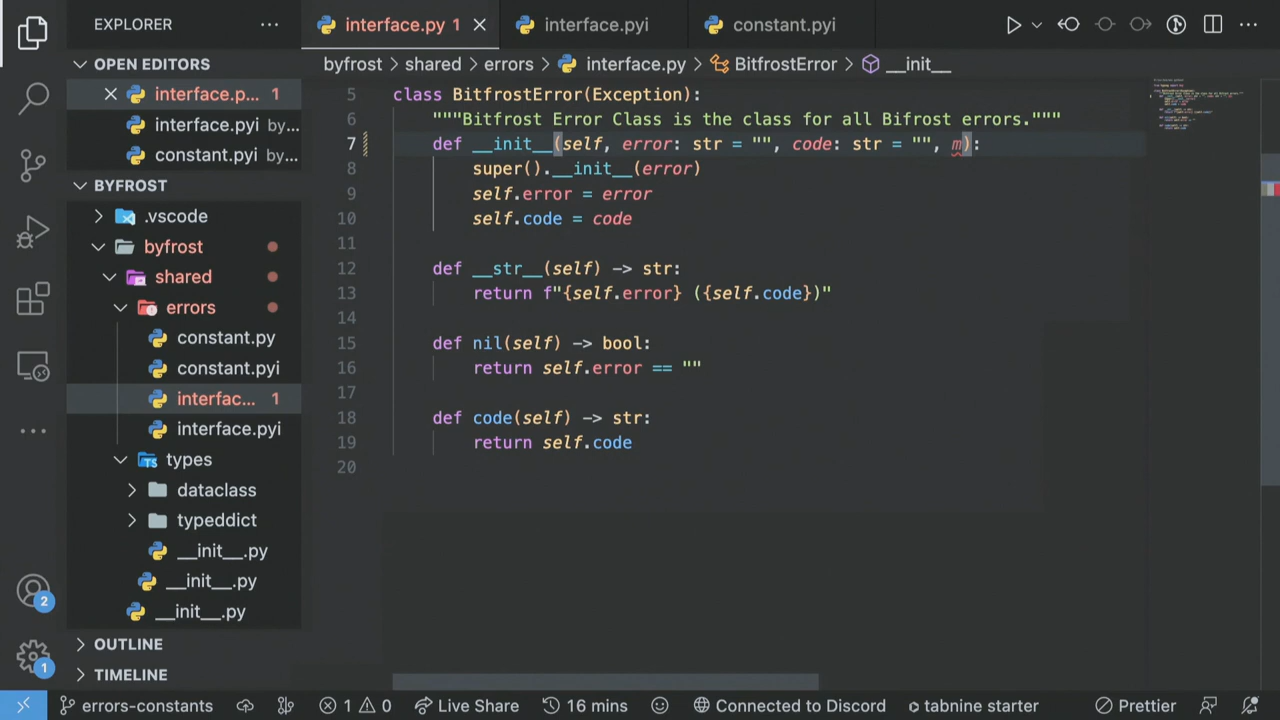 EXPLORER
interface.py 1
interface.pyi
constant.pyi
OPEN EDITORS
byfrost > shared > errors > interface.py > BitfrostError > __init__
interface.p... 1
interface.pyi by...
constant.pyi by...
BYFROST
.vscode
byfrost
shared
errors
constant.py
constant.pyi
interfac... 1
interface.pyi
types
dataclass
typeddict
__init__.py
__init__.py
__init__.py
OUTLINE
TIMELINE
5 class BitfrostError(Exception):
6 """Bitfrost Error Class is the class for all Bifrost errors."""
7 def __init__(self, error: str = "", code: str = "", m):
8 super().__init__(error)
9 self.error = error
10 self.code = code
11
12 def __str__(self) -> str:
13 return f"{self.error} ({self.code})"
14
15 def nil(self) -> bool:
16 return self.error == ""
17
18 def code(self) -> str:
19 return self.code
20
2
1
errors-constants
1 0
Live Share
16 mins
Connected to Discord
tabnine starter
Prettier